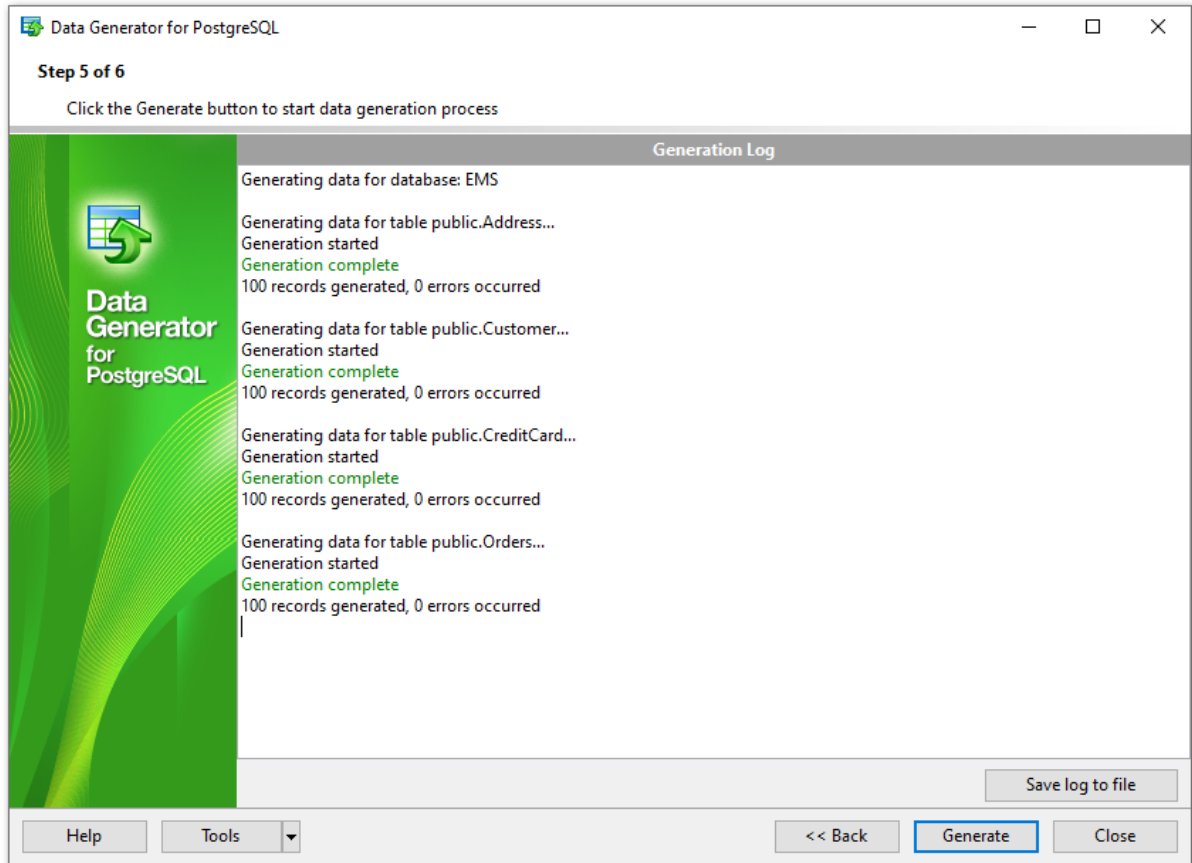 Data Generator for PostgreSQL
Step 5 of 6
Click the Generate button to start data generation process
Data
Generator
for
PostgreSQL
Generation Log
Generating data for database: EMS
Generating data for table public.Address...
Generation started
Generation complete
100 records generated, 0 errors occurred
Generating data for table public.Customer...
Generation started
Generation complete
100 records generated, 0 errors occurred
Generating data for table public.CreditCard...
Generation started
Generation complete
100 records generated, 0 errors occurred
Generating data for table public.Orders...
Generation started
Generation complete
100 records generated, 0 errors occurred
Save log to file
Help Tools << Back Generate Close